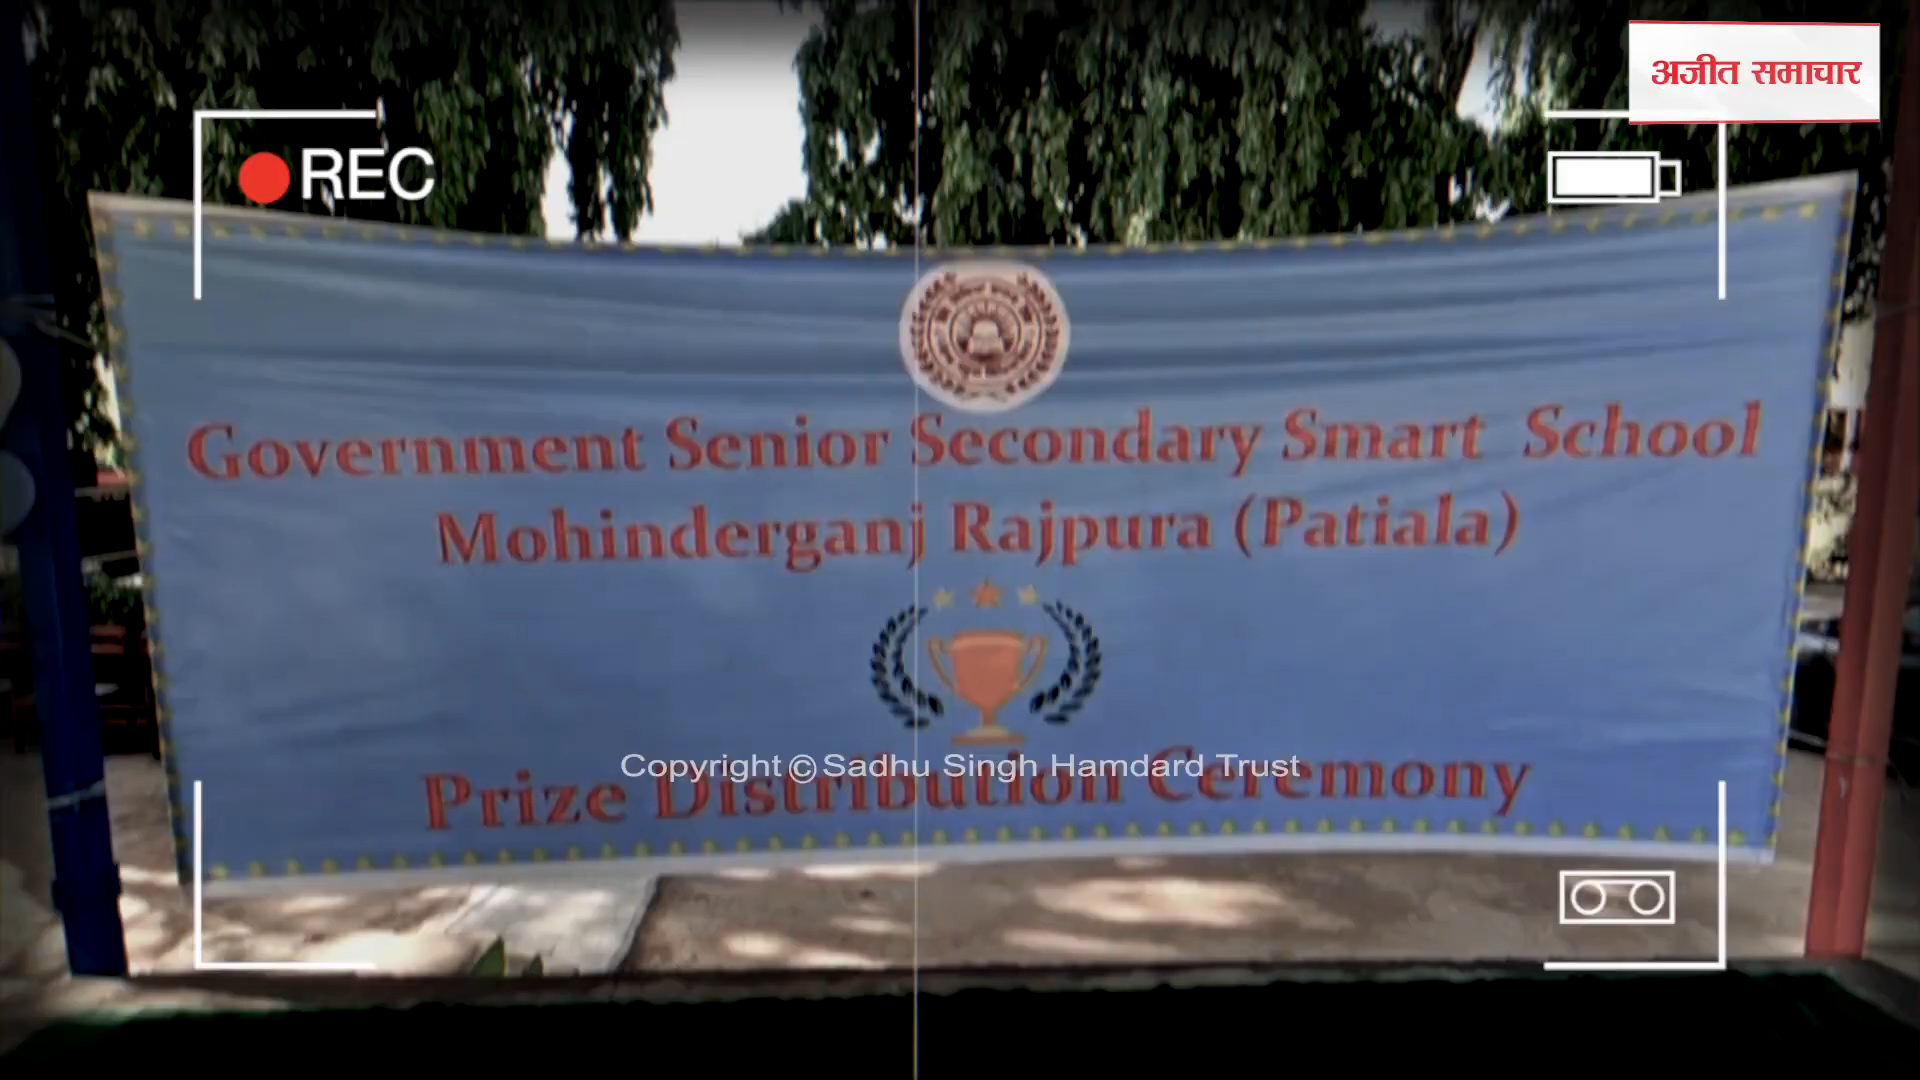 अजीत समाचार
REC
Government Senior Secondary Smart School
Mohinderganj Rajpura (Patiala)
Copyright © Sadhu Singh Hamdard Trust
Prize Distribution Ceremony